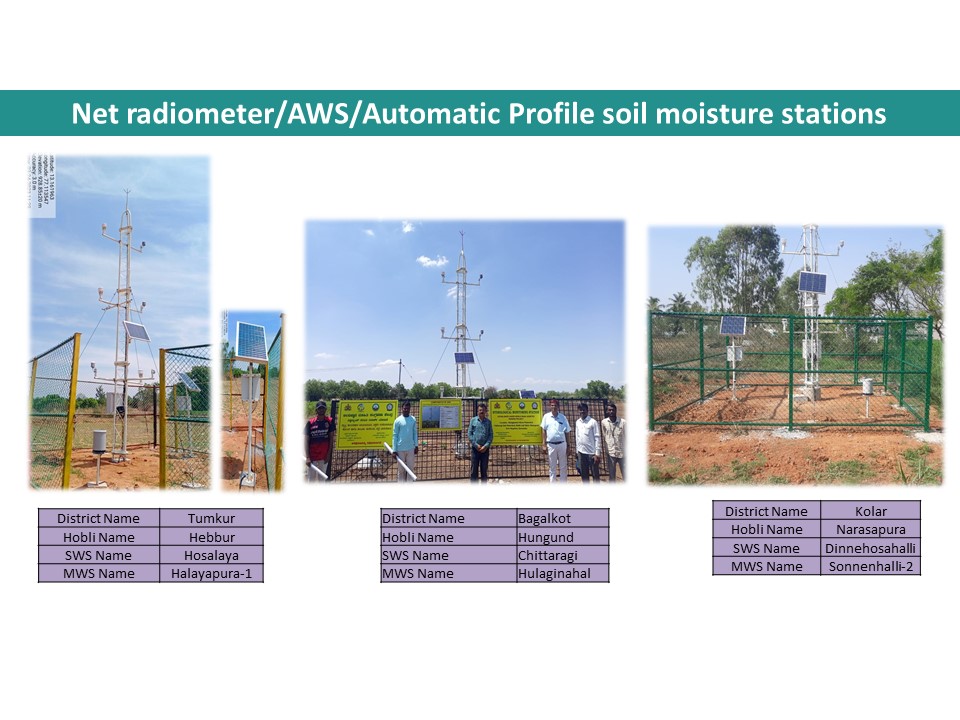 Net radiometer/AWS/Automatic Profile soil moisture stations
District Name Tumkur
Hobli Name Hebbur
SWS Name Hosalaya
MWS Name Halayapura-1
District Name Bagalkot
Hobli Name Hungund
SWS Name Chittaragi
MWS Name Hulaginahal
District Name Kolar
Hobli Name Narasapura
SWS Name Dinnehosahalli
MWS Name Sonnenhalli-2